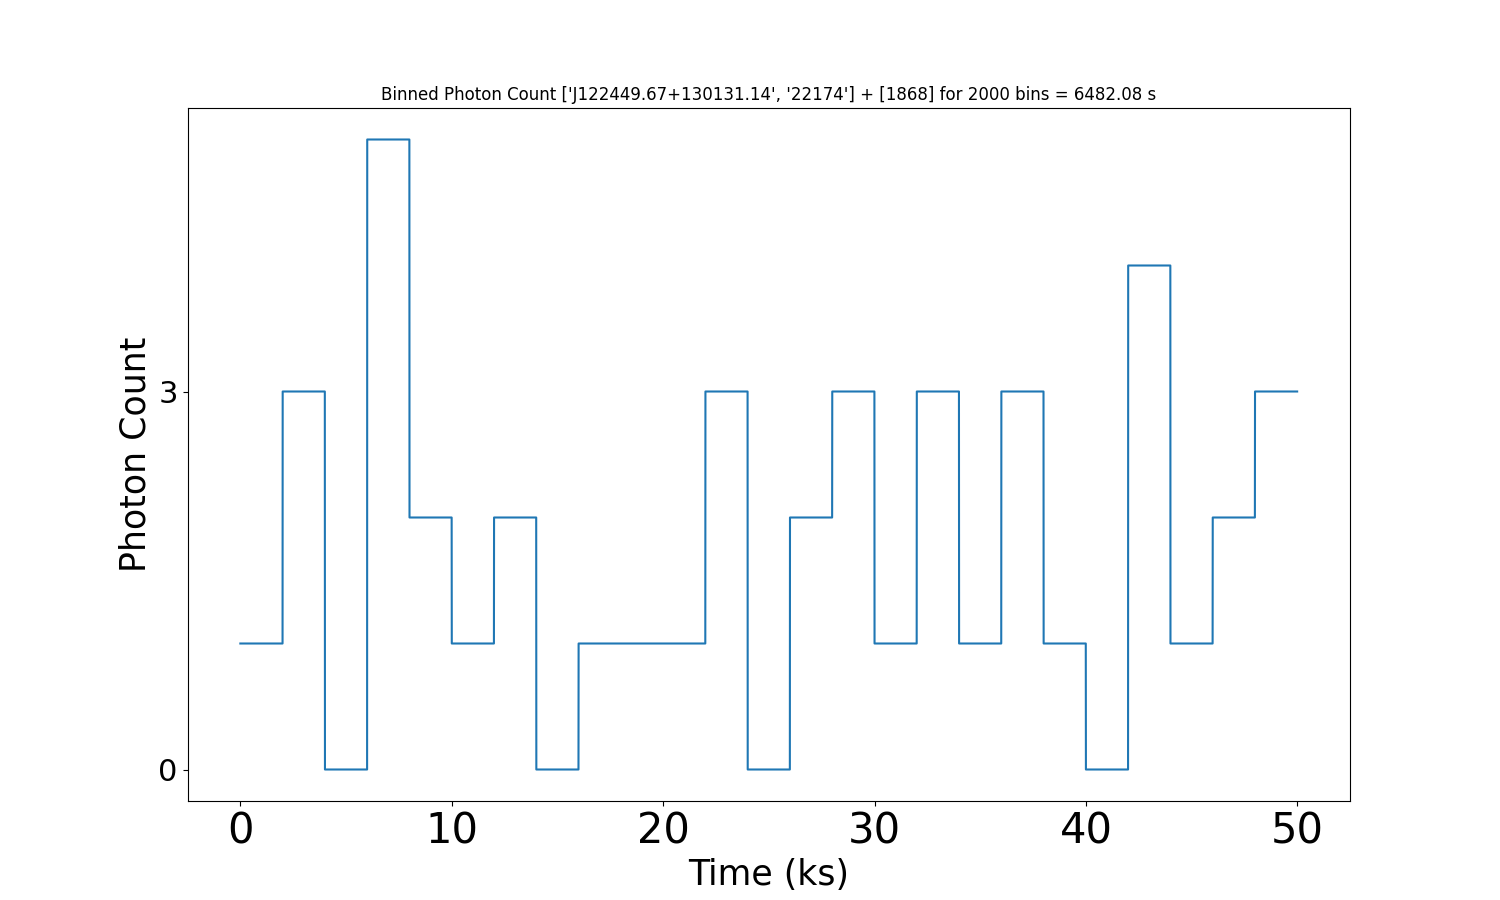 Binned Photon Count ['J122449.67+130131.14', '22174'] + [1868] for 2000 bins = 6482.08 s
Photon Count
3
0
0 10 20 30 40 50
Time (ks)